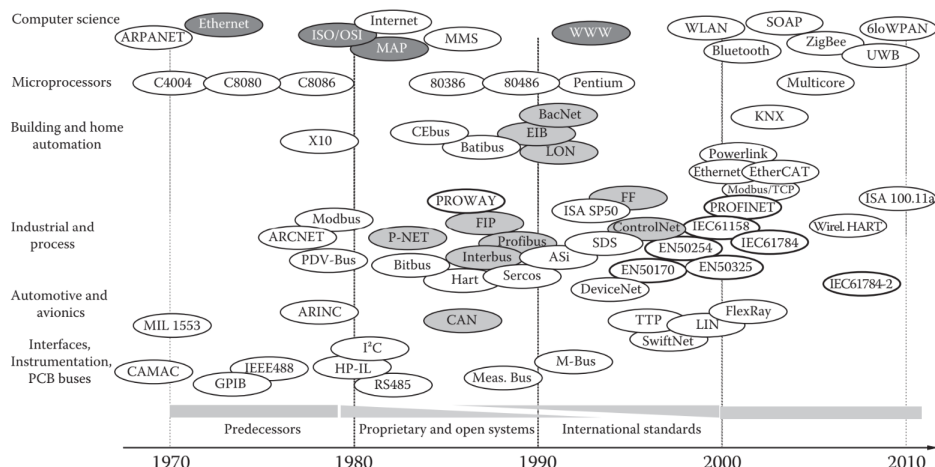 Computer science
Ethernet
ARPANET
ISO/OSI
Internet
MAP
MMS
WWW
WLAN
Bluetooth
SOAP
ZigBee
6loWPAN
UWB
Microprocessors
C4004
C8080
C8086
80386
80486
Pentium
Multicore
Building and home
automation
X10
CEbus
Batibus
BacNet
EIB
LON
KNX
Industrial and
process
Modbus
ARCNET
PDV-Bus
P-NET
Bitbus
PROWAY
FIP
Profibus
Interbus
Hart
Sercos
ASi
ISA SP50
FF
ControlNet
SDS
DeviceNet
EN50170
EN50254
EN50325
Powerlink
Ethernet
EtherCAT
Modbus/TCP
PROFINET
IEC61158
IEC61784
ISA 100.11a
Wirel. HART
IEC61784-2
Automotive and
avionics
MIL 1553
ARINC
CAN
TTP
SwiftNet
LIN
FlexRay
Interfaces,
Instrumentation,
PCB buses
CAMAC
GPIB
IEEE488
I²C
HP-IL
RS485
Meas. Bus
M-Bus
Predecessors
Proprietary and open systems
International standards
1970
1980
1990
2000
2010